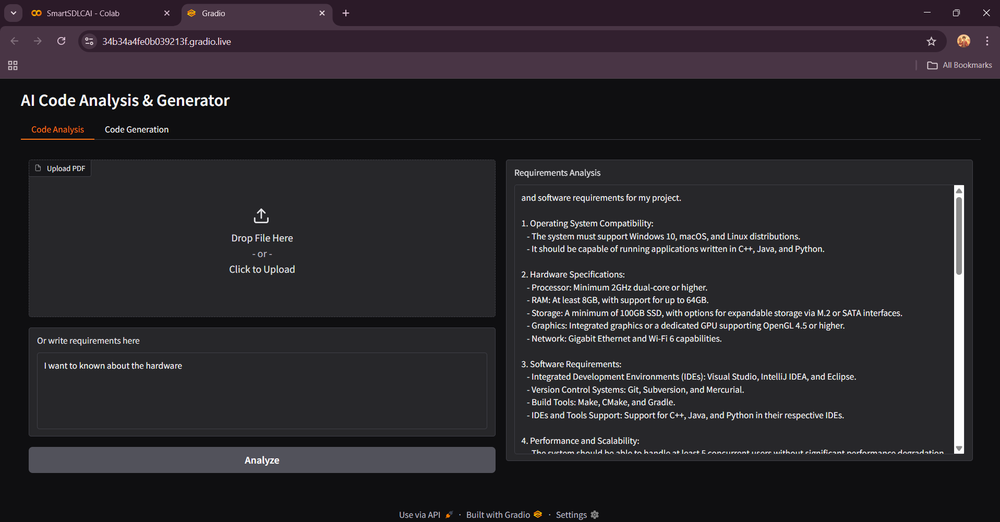 SmartSDLCAI - Colab
Gradio
34b34a4fe0b039213f.gradio.live
All Bookmarks
AI Code Analysis & Generator
Code Analysis
Code Generation
Upload PDF
Drop File Here
- or -
Click to Upload
Or write requirements here
I want to known about the hardware
Analyze
Requirements Analysis
and software requirements for my project.
1. Operating System Compatibility:
- The system must support Windows 10, macOS, and Linux distributions.
- It should be capable of running applications written in C++, Java, and Python.
2. Hardware Specifications:
- Processor: Minimum 2GHz dual-core or higher.
- RAM: At least 8GB, with support for up to 64GB.
- Storage: A minimum of 100GB SSD, with options for expandable storage via M.2 or SATA interfaces.
- Graphics: Integrated graphics or a dedicated GPU supporting OpenGL 4.5 or higher.
- Network: Gigabit Ethernet and Wi-Fi 6 capabilities.
3. Software Requirements:
- Integrated Development Environments (IDEs): Visual Studio, IntelliJ IDEA, and Eclipse.
- Version Control Systems: Git, Subversion, and Mercurial.
- Build Tools: Make, CMake, and Gradle.
- IDEs and Tools Support: Support for C++, Java, and Python in their respective IDEs.
4. Performance and Scalability:
The system should be able to handle at least 5 concurrent users without significant performance degradation
Use via API · Built with Gradio · Settings